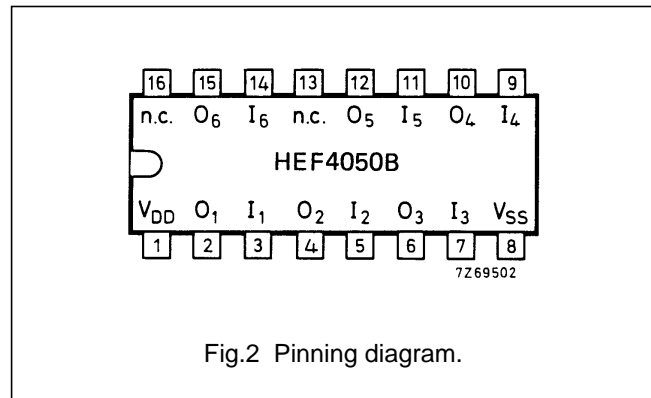 16 15 14 13 12 11 10 9
n.c. O6 I6 n.c. O5 I5 O4 I4
HEF4050B
VDD O1 I1 O2 I2 O3 I3 VSS
1 2 3 4 5 6 7 8
7Z69502
Fig.2 Pinning diagram.